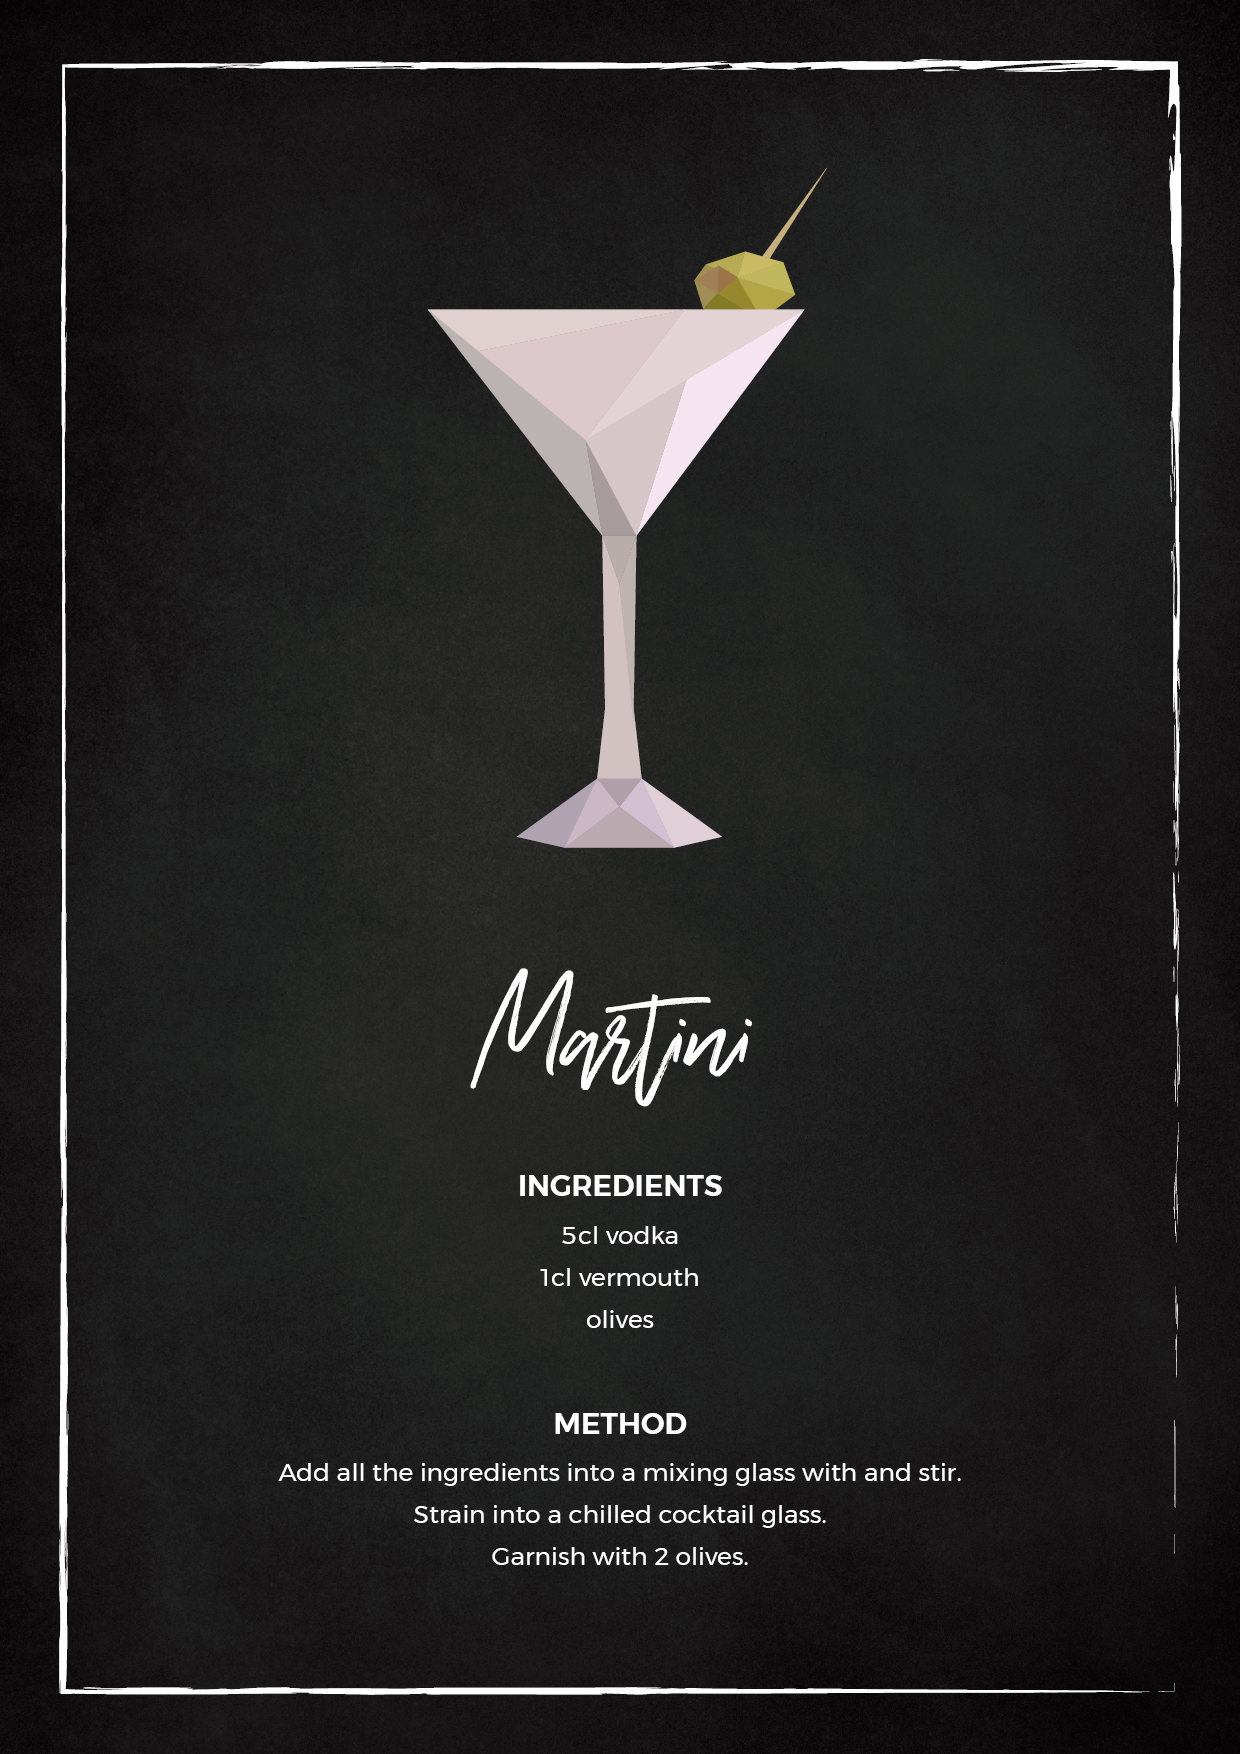 Martini
INGREDIENTS
5cl vodka
1cl vermouth
olives
METHOD
Add all the ingredients into a mixing glass with and stir.
Strain into a chilled cocktail glass.
Garnish with 2 olives.